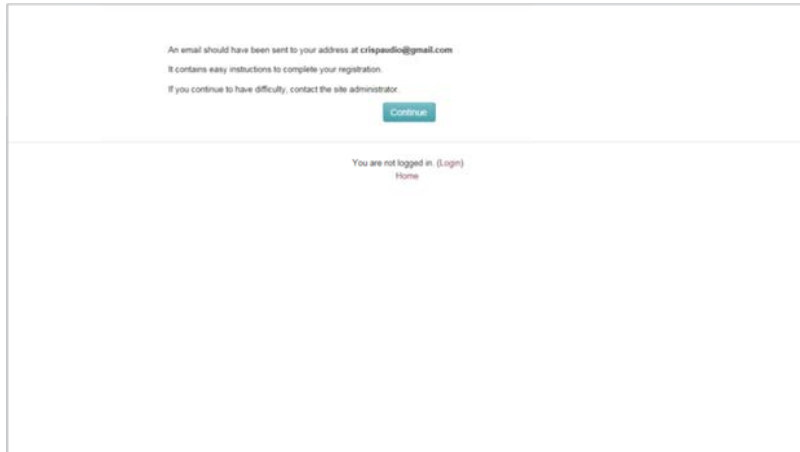 An email should have been sent to your address at crispaudio@gmail.com
It contains easy instructions to complete your registration.
If you continue to have difficulty, contact the site administrator.
Continue
You are not logged in. (Login)
Home